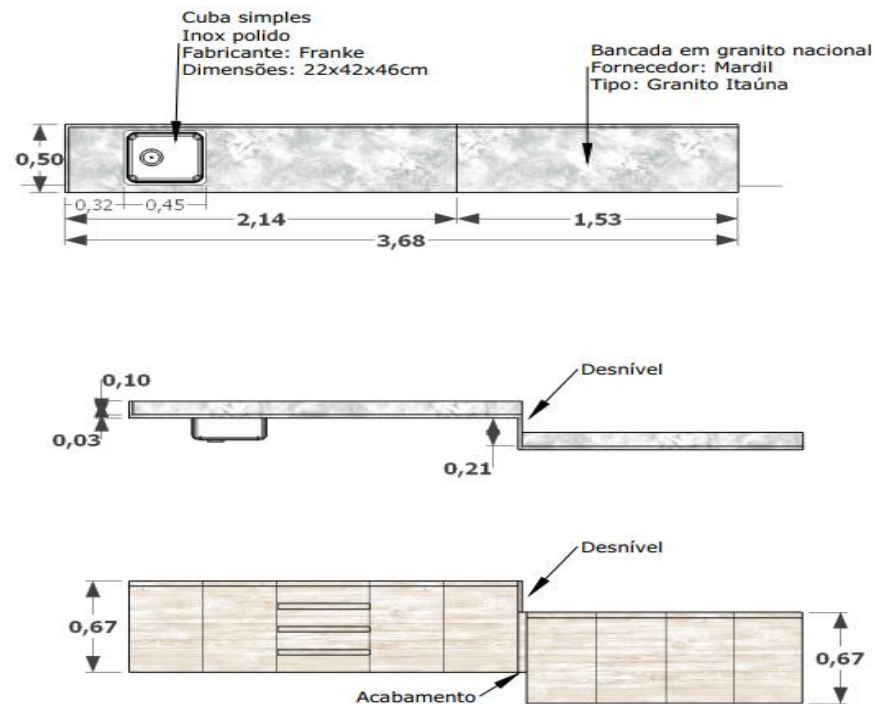 Cuba simples
Inox polido
Fabricante: Franke
Dimensões: 22x42x46cm
Bancada em granito nacional
Fornecedor: Mardil
Tipo: Granito Itaúna
0,50
0,32
0,45
2,14
1,53
3,68
Desnível
0,10
0,03
0,21
Desnível
0,67
0,67
Acabamento